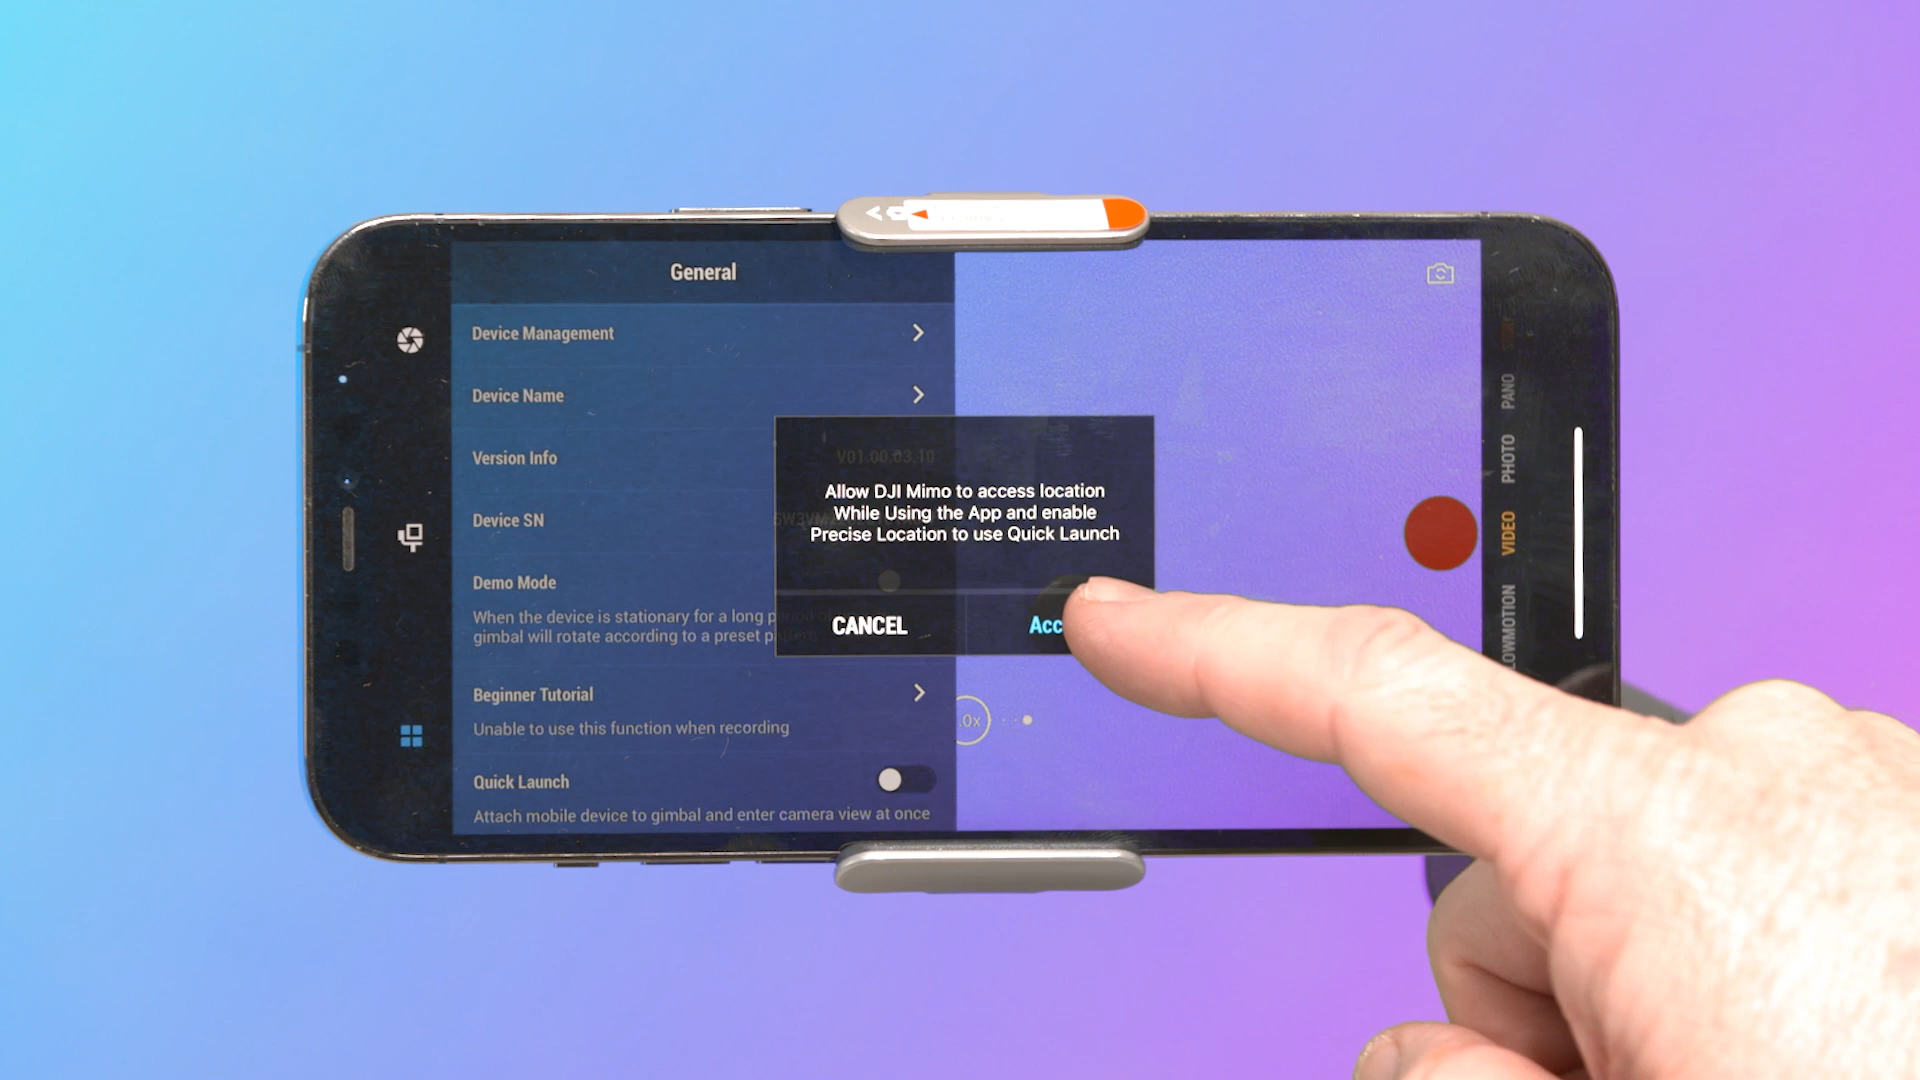 General
Device Management
Device Name
Version Info
V01.00.03.10
Device SN
Demo Mode
When the device is stationary for a long
gimbal will rotate according to a preset
Beginner Tutorial
Unable to use this function when recording
Quick Launch
Attach mobile device to gimbal and enter camera view at once
Allow DJI Mimo to access location
While Using the App and enable
Precise Location to use Quick Launch
CANCEL
Acc
.0x
PANO
PHOTO
VIDEO
LOWMOTION